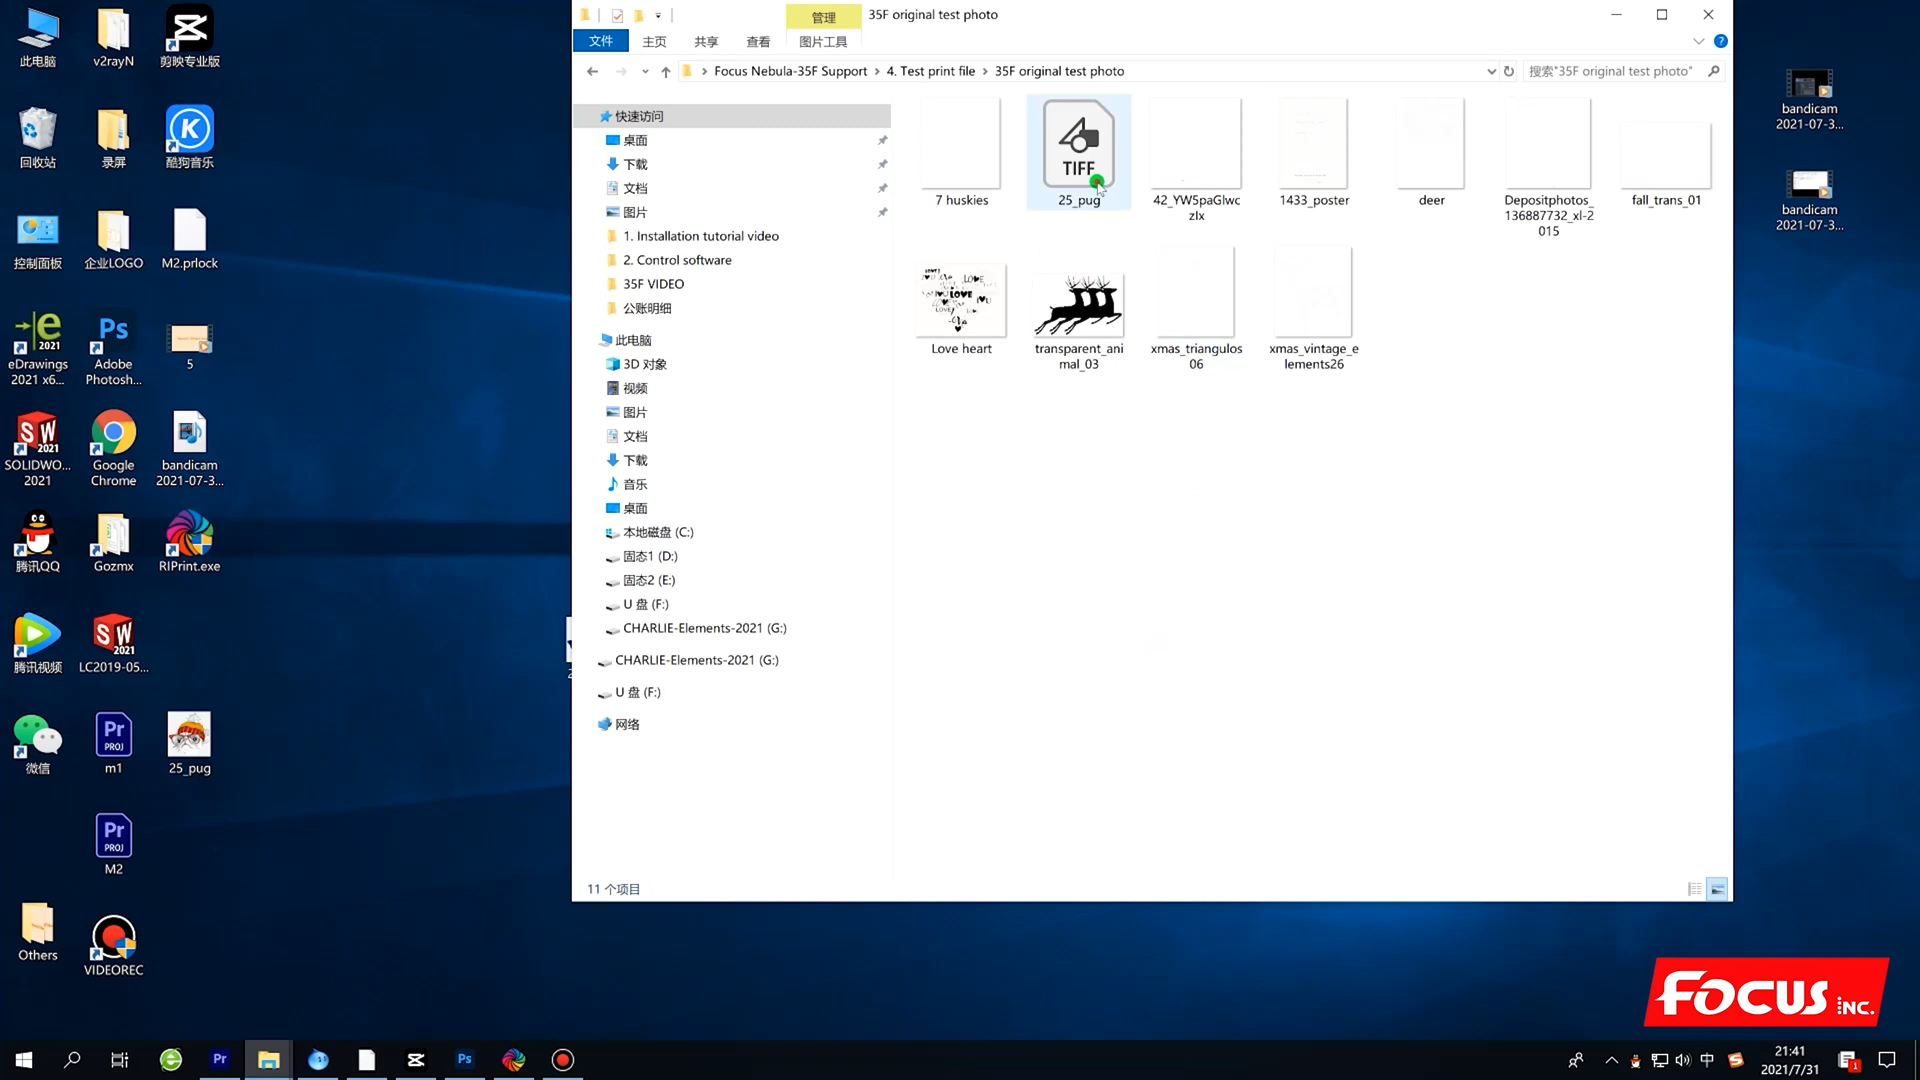 此电脑
v2rayN
剪映专业版
回收站
录屏
酷狗音乐
控制面板
企业LOGO
M2.prlock
eDrawings
2021 x6...
Adobe
Photosh...
5
SOLIDWO...
2021
Google
Chrome
bandicam
2021-07-3...
腾讯QQ
Gozmx
RIPrint.exe
腾讯视频
LC2019-05...
微信
m1
25_pug
M2
Others
VIDEOREC
管理
35F original test photo
文件
主页
共享
查看
图片工具
Focus Nebula-35F Support
4. Test print file
35F original test photo
搜索"35F original test photo"
快速访问
桌面
下载
文档
图片
1. Installation tutorial video
2. Control software
35F VIDEO
公账明细
此电脑
3D 对象
视频
图片
文档
下载
音乐
桌面
本地磁盘 (C:)
固态1 (D:)
固态2 (E:)
U 盘 (F:)
CHARLIE-Elements-2021 (G:)
CHARLIE-Elements-2021 (G:)
U 盘 (F:)
网络
TIFF
7 huskies
25_pug
42_YW5paGlwc
zIx
1433_poster
deer
Depositphotos_
136887732_xl-2
015
fall_trans_01
Love heart
transparent_ani
mal_03
xmas_triangulos
06
xmas_vintage_e
lements26
11 个项目
bandicam
2021-07-3...
bandicam
2021-07-3...
FOCUS INC.
中
21:41
2021/7/31
1